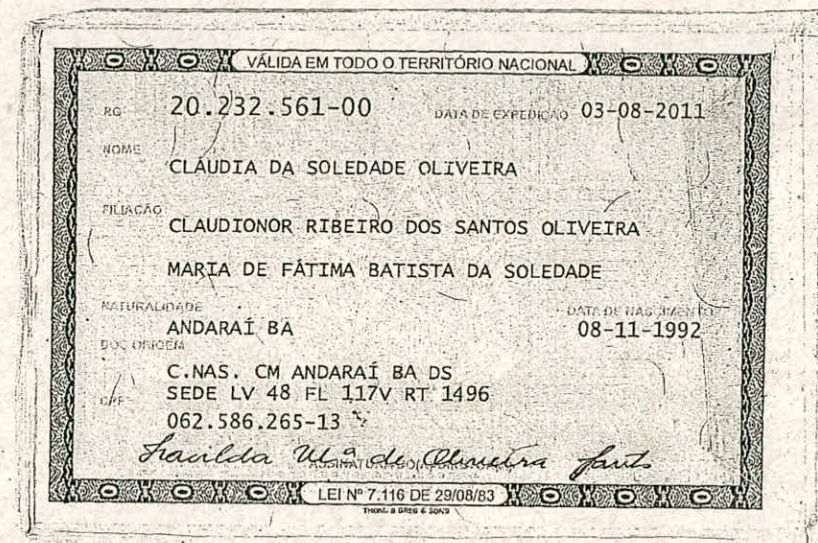 VÁLIDA EM TODO O TERRITÓRIO NACIONAL
RG 20.232.561-00 DATA DE EXPEDIÇÃO 03-08-2011
NOME
CLÁUDIA DA SOLEDADE OLIVEIRA
FILIAÇÃO
CLAUDIONOR RIBEIRO DOS SANTOS OLIVEIRA
MARIA DE FÁTIMA BATISTA DA SOLEDADE
NATURALIDADE DATA DE NASCIMENTO
ANDARAÍ BA 08-11-1992
DOC ORIGEM
C.NAS. CM ANDARAÍ BA DS
SEDE LV 48 FL 117V RT 1496
CPF
062.586.265-13
Mª de Oliveira
LEI Nº 7.116 DE 29/08/83
THOMAS GREG & SONS